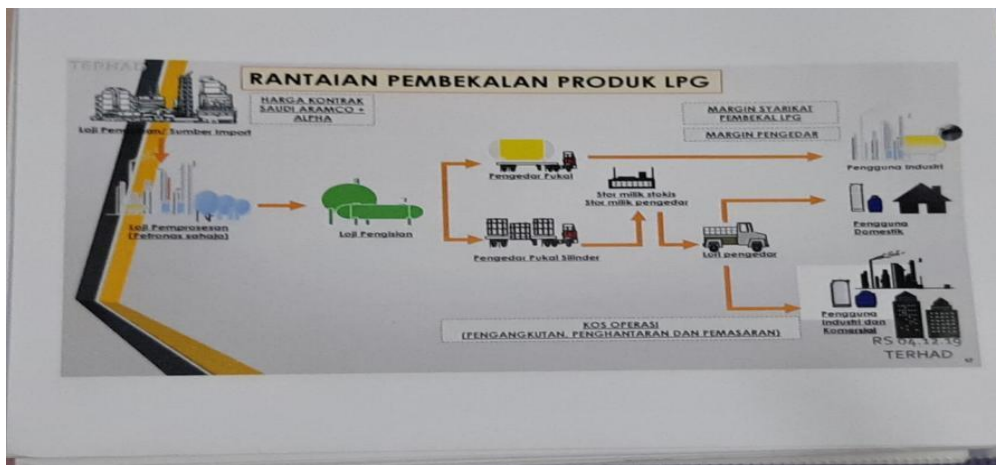 TERHAD
RANTAIAN PEMBEKALAN PRODUK LPG
HARGA KONTRAK
SAUDI ARAMCO +
ALPHA
MARGIN SYARIKAT
PEMBEKAL LPG
MARGIN PENGEDAR
Sumber Import
Loji Pemprosesan
(Petronas sahaja)
Loji Pengisian
Pengedar Pukal
Pengedar Pukal Silinder
Stor milik stokis
Stor milik pengedar
Lori pengedar
Pengguna Industri
Pengguna
Domestik
Pengguna
Industri dan
Komersial
KOS OPERASI
(PENGANGKUTAN, PENGHANTARAN DAN PEMASARAN)
RS 04.12.19
TERHAD